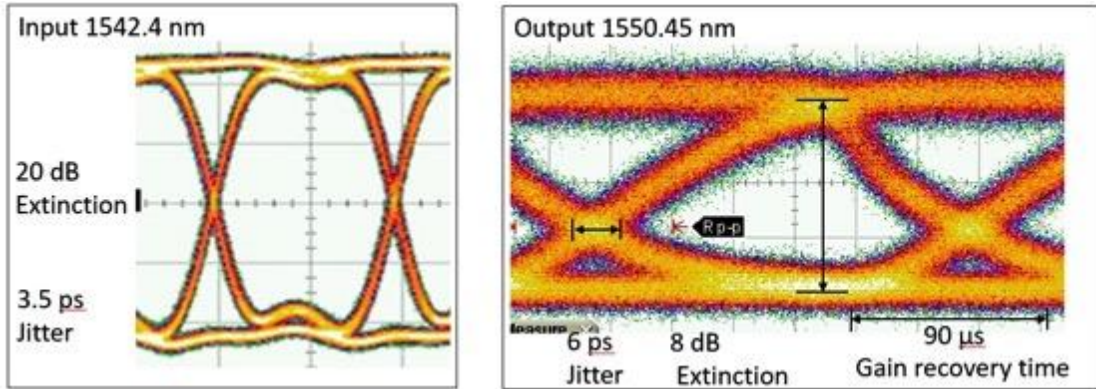 Input 1542.4 nm
20 dB
Extinction
3.5 ps
Jitter
Output 1550.45 nm
R p-p
6 ps
Jitter
8 dB
Extinction
90 μs
Gain recovery time